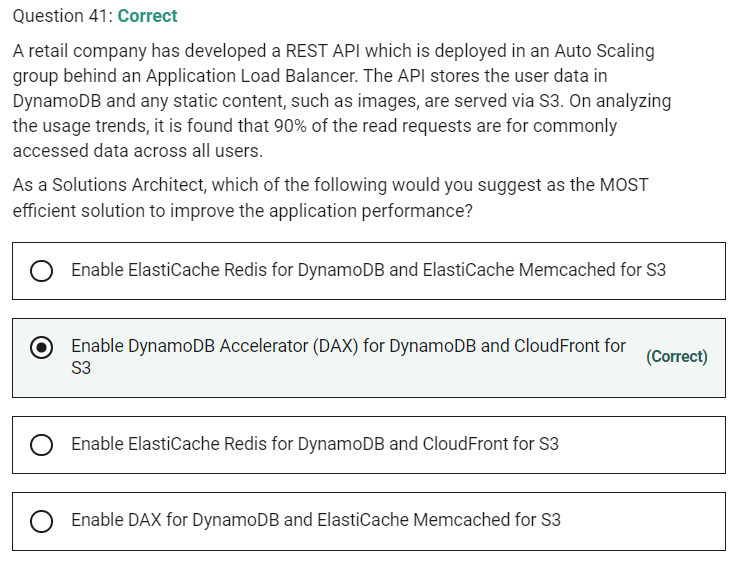 Question 41: Correct
A retail company has developed a REST API which is deployed in an Auto Scaling
group behind an Application Load Balancer. The API stores the user data in
DynamoDB and any static content, such as images, are served via S3. On analyzing
the usage trends, it is found that 90% of the read requests are for commonly
accessed data across all users.
As a Solutions Architect, which of the following would you suggest as the MOST
efficient solution to improve the application performance?
Enable ElastiCache Redis for DynamoDB and ElastiCache Memcached for S3
Enable DynamoDB Accelerator (DAX) for DynamoDB and CloudFront for
S3
(Correct)
Enable ElastiCache Redis for DynamoDB and CloudFront for S3
Enable DAX for DynamoDB and ElastiCache Memcached for S3